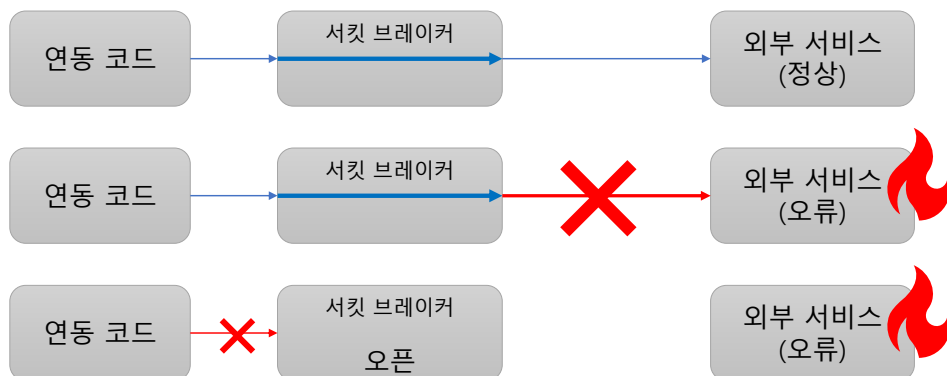 연동 코드
서킷 브레이커
외부 서비스
(정상)
연동 코드
서킷 브레이커
외부 서비스
(오류)
연동 코드
서킷 브레이커
오픈
외부 서비스
(오류)